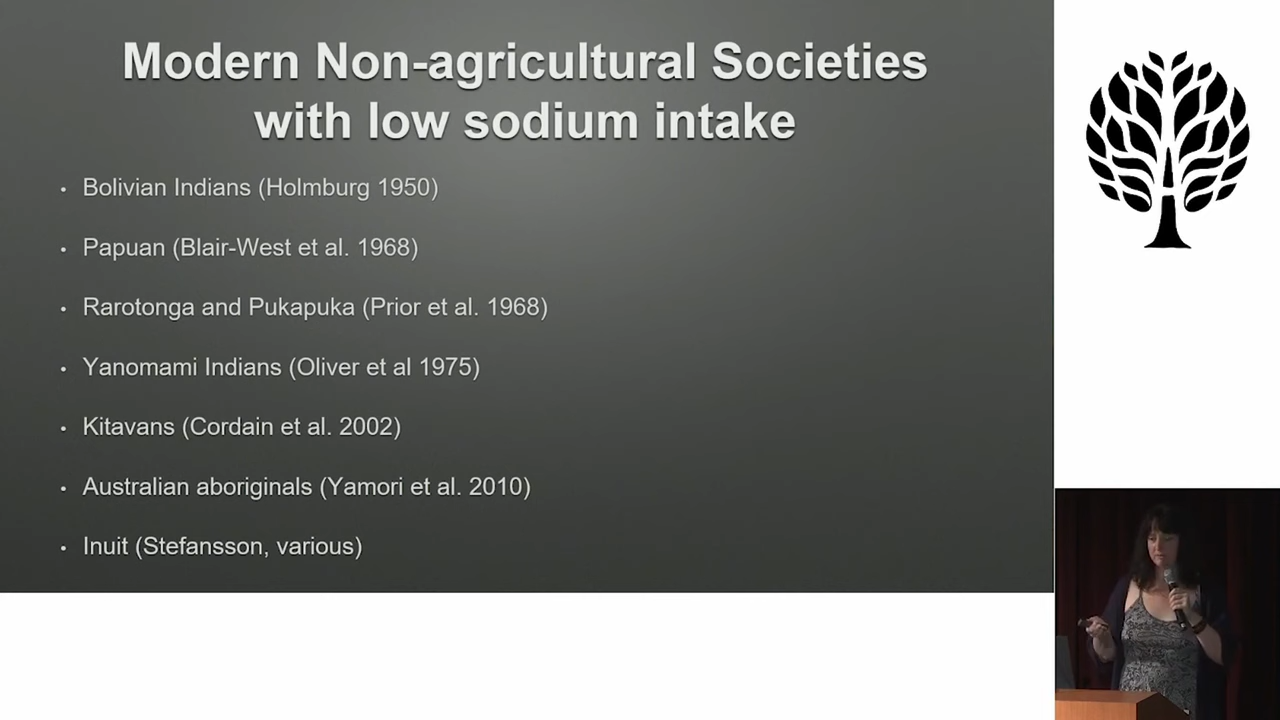 Modern Non-agricultural Societies
with low sodium intake
• Bolivian Indians (Holmburg 1950)
• Papuan (Blair-West et al. 1968)
• Rarotonga and Pukapuka (Prior et al. 1968)
• Yanomami Indians (Oliver et al 1975)
• Kitavans (Cordain et al. 2002)
• Australian aboriginals (Yamori et al. 2010)
• Inuit (Stefansson, various)